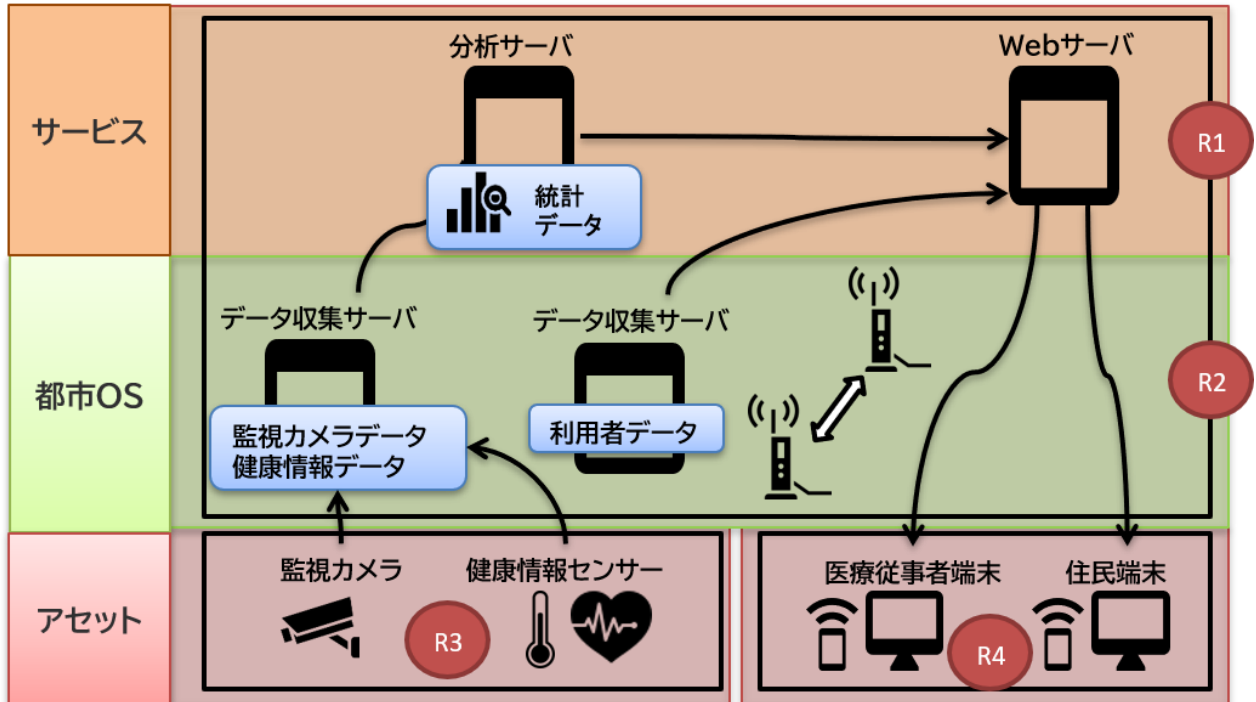 サービス
分析サーバ
Webサーバ
R1
統計
データ
都市OS
データ収集サーバ
データ収集サーバ
R2
監視カメラデータ
健康情報データ
利用者データ
アセット
監視カメラ
健康情報センサー
R3
医療従事者端末
住民端末
R4